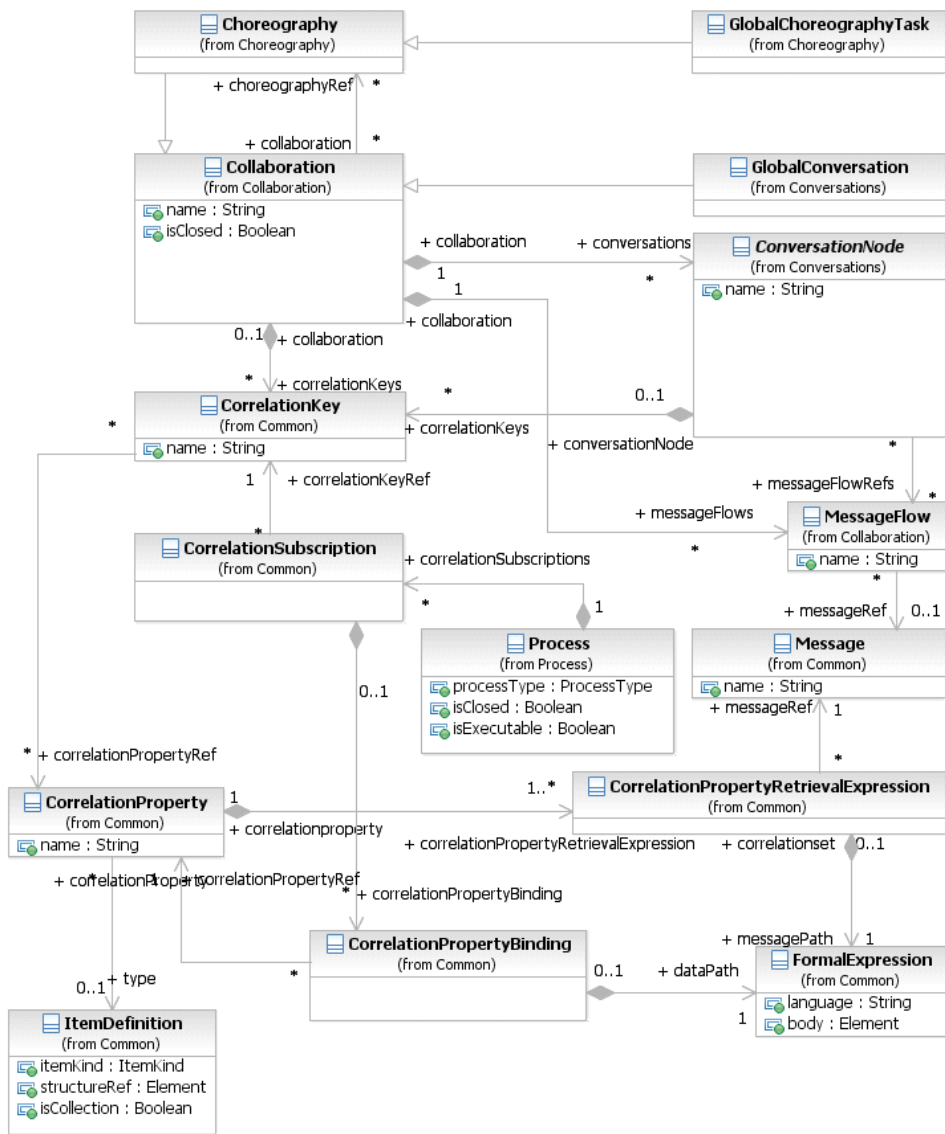 Choreography
(from Choreography)
GlobalChoreographyTask
(from Choreography)
+ choreographyRef
*
+ collaboration
*
Collaboration
(from Collaboration)
name : String
isClosed : Boolean
GlobalConversation
(from Conversations)
+ collaboration
+ conversations
1
*
ConversationNode
(from Conversations)
name : String
1
+ collaboration
0..1
+ collaboration
*
+ correlationKeys
CorrelationKey
(from Common)
name : String
*
*
0..1
+ correlationKeys
+ conversationNode
*
+ messageFlowRefs
*
1
+ correlationKeyRef
*
+ messageFlows
*
MessageFlow
(from Collaboration)
name : String
CorrelationSubscription
(from Common)
+ correlationSubscriptions
*
1
*
+ messageRef
0..1
Process
(from Process)
processType : ProcessType
isClosed : Boolean
isExecutable : Boolean
Message
(from Common)
name : String
+ messageRef
1
*
0..1
* + correlationPropertyRef
CorrelationProperty
(from Common)
name : String
1
+ correlationproperty
1..*
+ correlationPropertyRetrievalExpression
CorrelationPropertyRetrievalExpression
(from Common)
+ correlationset
0..1
+ correlationProperty
*
1
+ correlationPropertyRef
* + correlationPropertyBinding
CorrelationPropertyBinding
(from Common)
*
0..1
+ dataPath
1
+ messagePath
1
FormalExpression
(from Common)
language : String
body : Element
+ type
0..1
ItemDefinition
(from Common)
itemKind : ItemKind
structureRef : Element
isCollection : Boolean